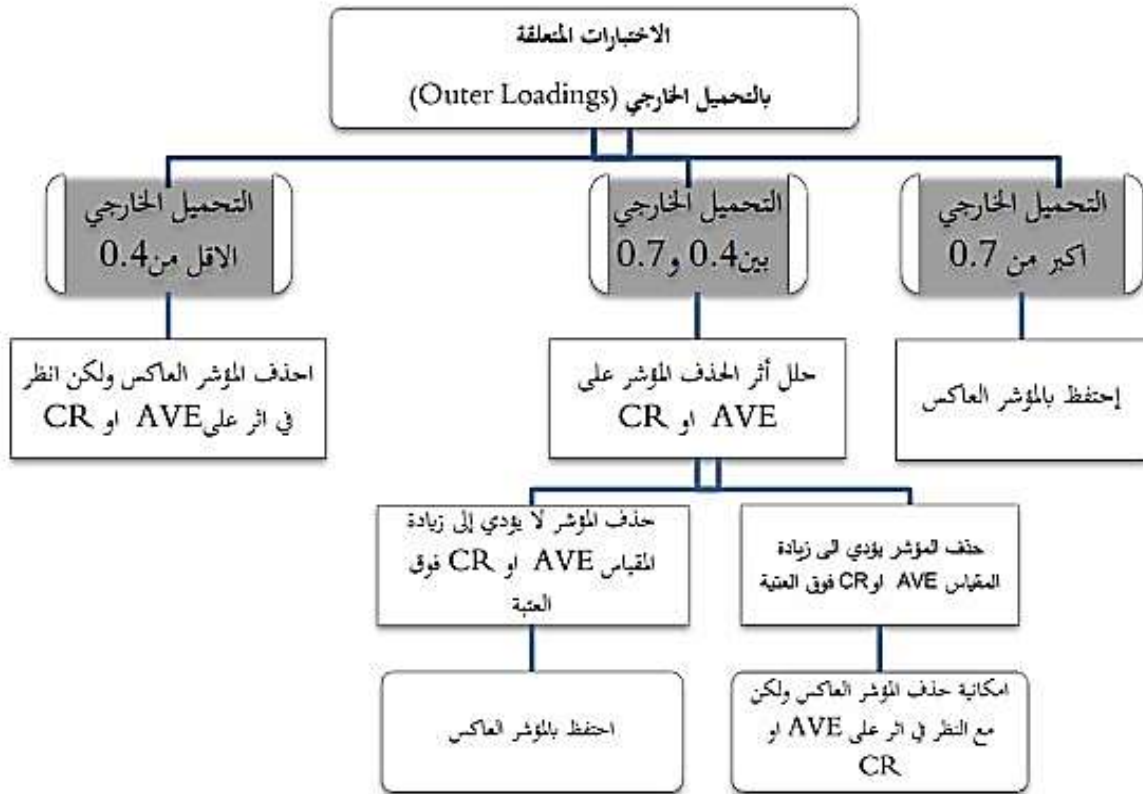 الاختبارات المتعلقة
بالتحميل الخارجي (Outer Loadings)
التحميل الخارجي
اكبر من 0.7
التحميل الخارجي
بين0.4 و0.7
التحميل الخارجي
الاقل من0.4
إحتفظ بالمؤشر العاكس
حلل أثر الحذف المؤشر على
AVE او CR
احذف المؤشر العاكس ولكن انظر
في اثر علىAVE او CR
حذف المؤشر يؤدي الى زيادة
المقياس AVE اوCR فوق العتبة
حذف المؤشر لا يؤدي إلى زيادة
المقياس AVE او CR فوق
العتبة
امكانية حذف المؤشر العاكس ولكن
مع النظر في اثر على AVE او
CR
احتفظ بالمؤشر العاكس